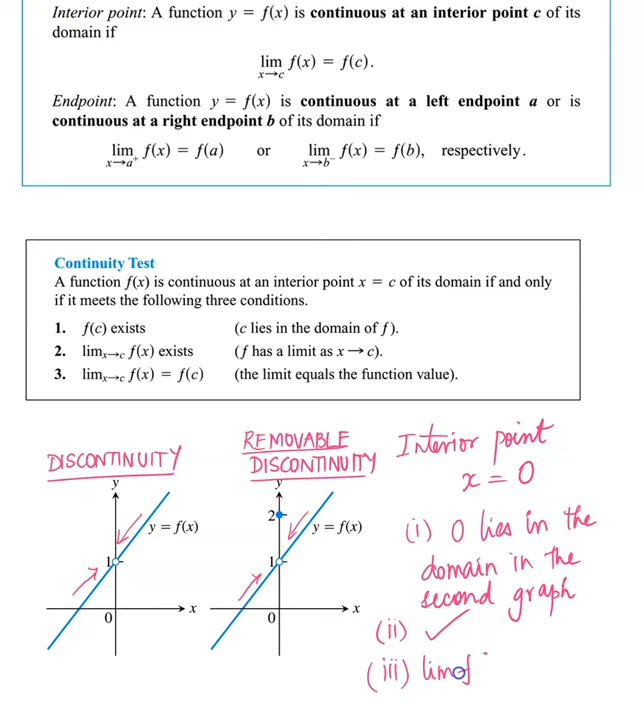 Interior point: A function y = f(x) is continuous at an interior point c of its
domain if
lim f(x) = f(c).
x→c
Endpoint: A function y = f(x) is continuous at a left endpoint a or is
continuous at a right endpoint b of its domain if
lim f(x) = f(a) or lim f(x) = f(b), respectively.
x→a⁺ x→b⁻
Continuity Test
A function f(x) is continuous at an interior point x = c of its domain if and only
if it meets the following three conditions.
1. f(c) exists (c lies in the domain of f).
2. limₓ→c f(x) exists (f has a limit as x → c).
3. limₓ→c f(x) = f(c) (the limit equals the function value).
DISCONTINUITY
y
y = f(x)
1
0
x
REMOVABLE
DISCONTINUITY
y
2
y = f(x)
1
0
x
Interior point
x = 0
(i) 0 lies in the
domain in the
second graph
(ii) ✓
(iii) limof